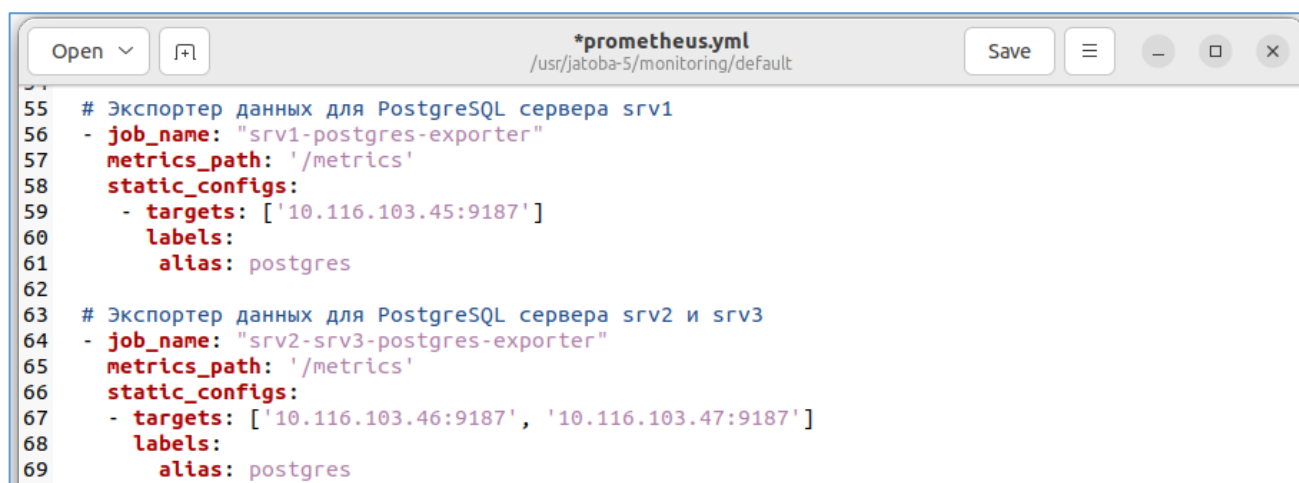 Open
*prometheus.yml
/usr/jatoba-5/monitoring/default
Save
55 # Экспортер данных для PostgreSQL сервера srv1
56 - job_name: "srv1-postgres-exporter"
57 metrics_path: '/metrics'
58 static_configs:
59 - targets: ['10.116.103.45:9187']
60 labels:
61 alias: postgres
62
63 # Экспортер данных для PostgreSQL сервера srv2 и srv3
64 - job_name: "srv2-srv3-postgres-exporter"
65 metrics_path: '/metrics'
66 static_configs:
67 - targets: ['10.116.103.46:9187', '10.116.103.47:9187']
68 labels:
69 alias: postgres